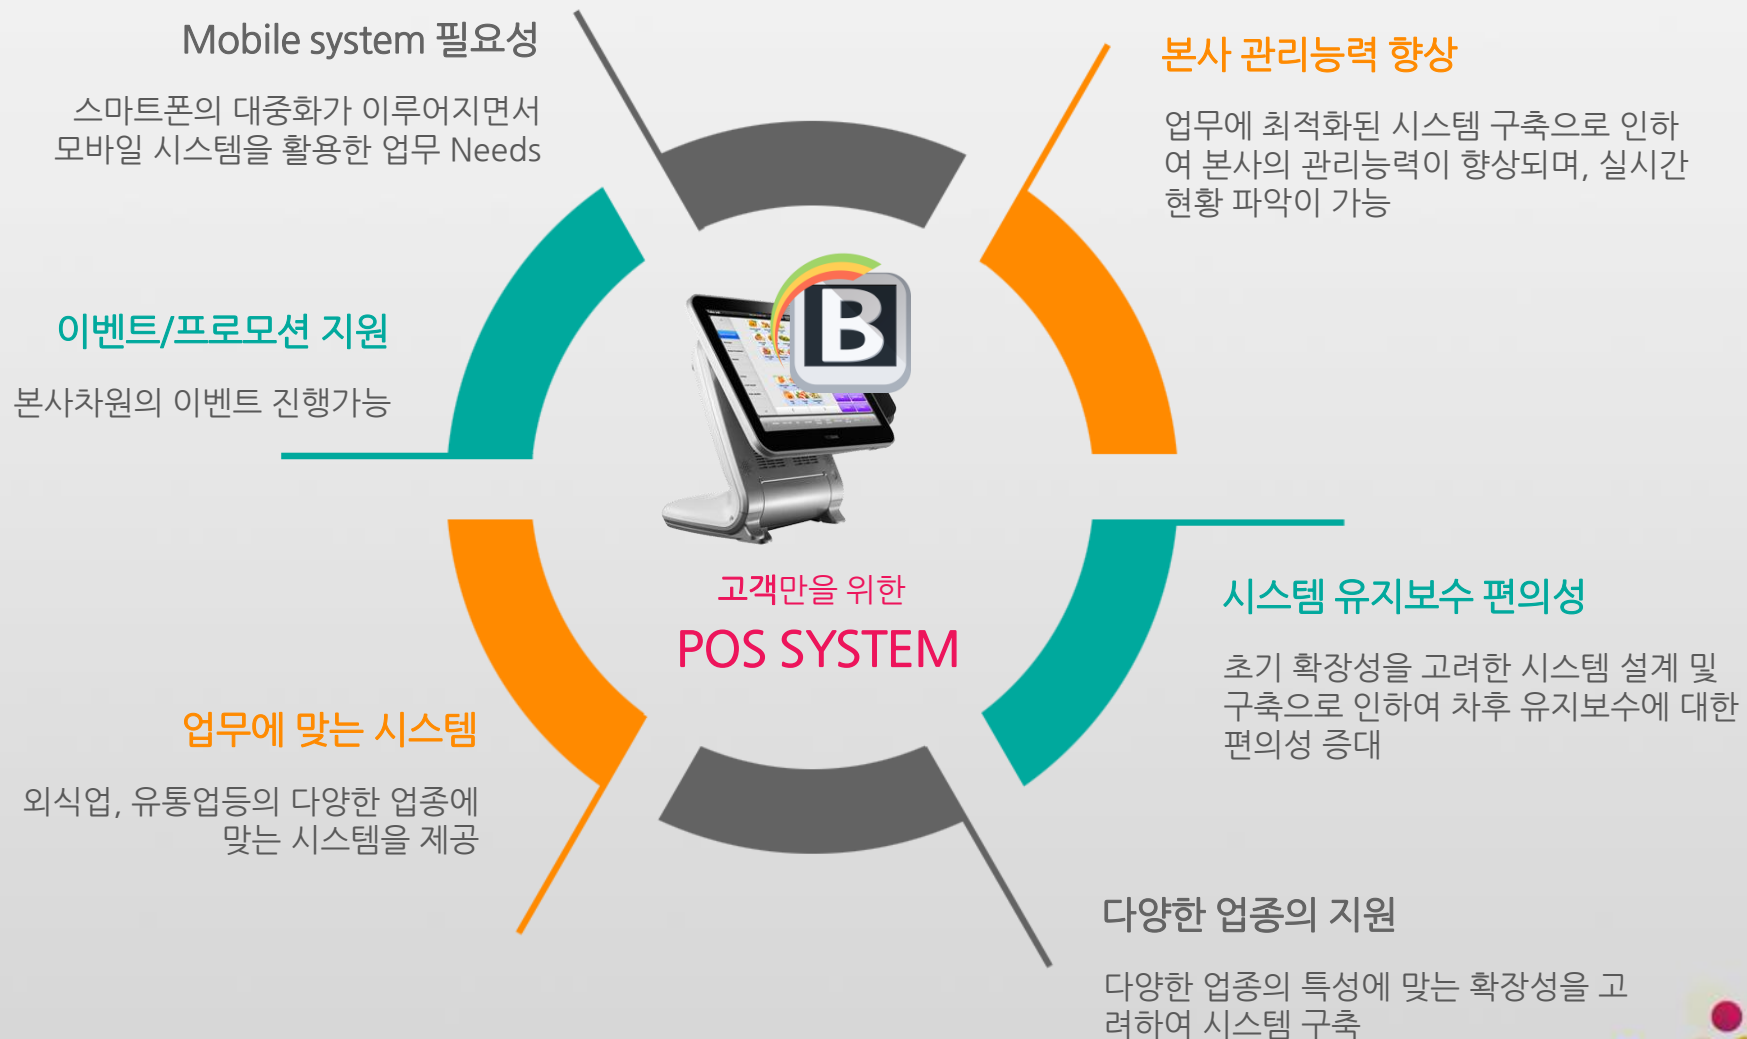 Mobile system 필요성
스마트폰의 대중화가 이루어지면서
모바일 시스템을 활용한 업무 Needs
본사 관리능력 향상
업무에 최적화된 시스템 구축으로 인하
여 본사의 관리능력이 향상되며, 실시간
현황 파악이 가능
이벤트/프로모션 지원
본사차원의 이벤트 진행가능
B
고객만을 위한
POS SYSTEM
시스템 유지보수 편의성
초기 확장성을 고려한 시스템 설계 및
구축으로 인하여 차후 유지보수에 대한
편의성 증대
업무에 맞는 시스템
외식업, 유통업등의 다양한 업종에
맞는 시스템을 제공
다양한 업종의 지원
다양한 업종의 특성에 맞는 확장성을 고
려하여 시스템 구축